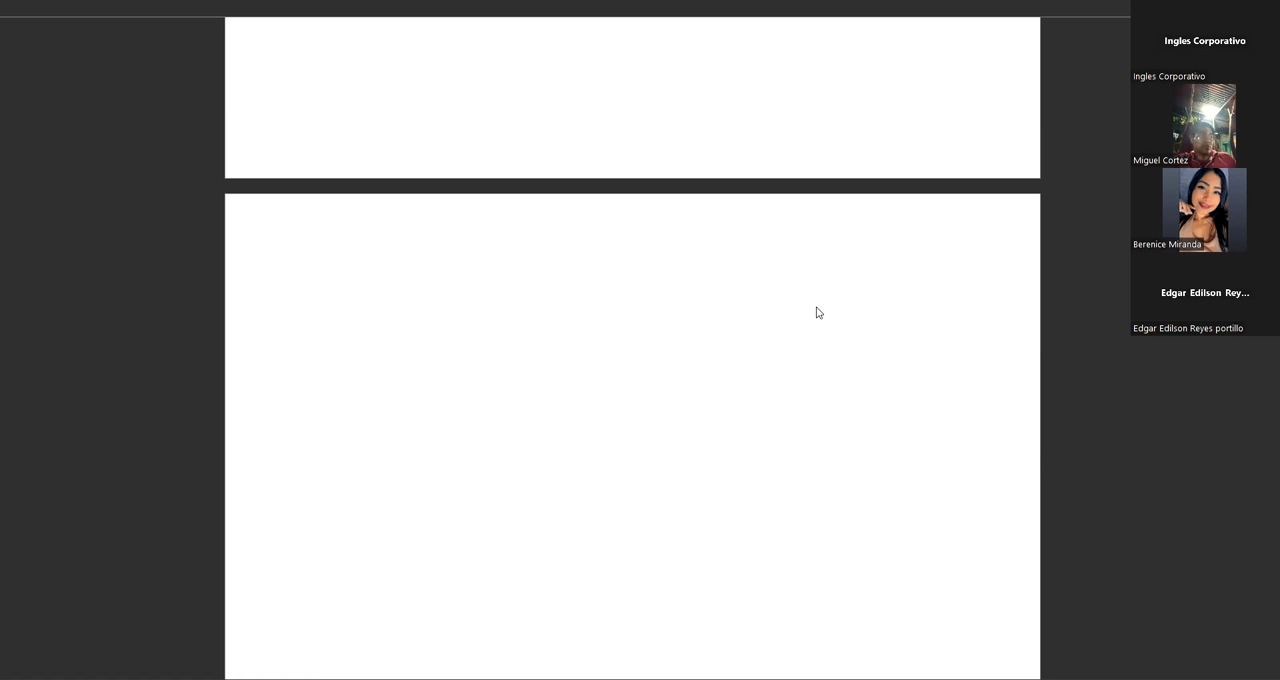 Ingles Corporativo
Ingles Corporativo
Miguel Cortez
Berenice Miranda
Edgar Edilson Rey...
Edgar Edilson Reyes portillo